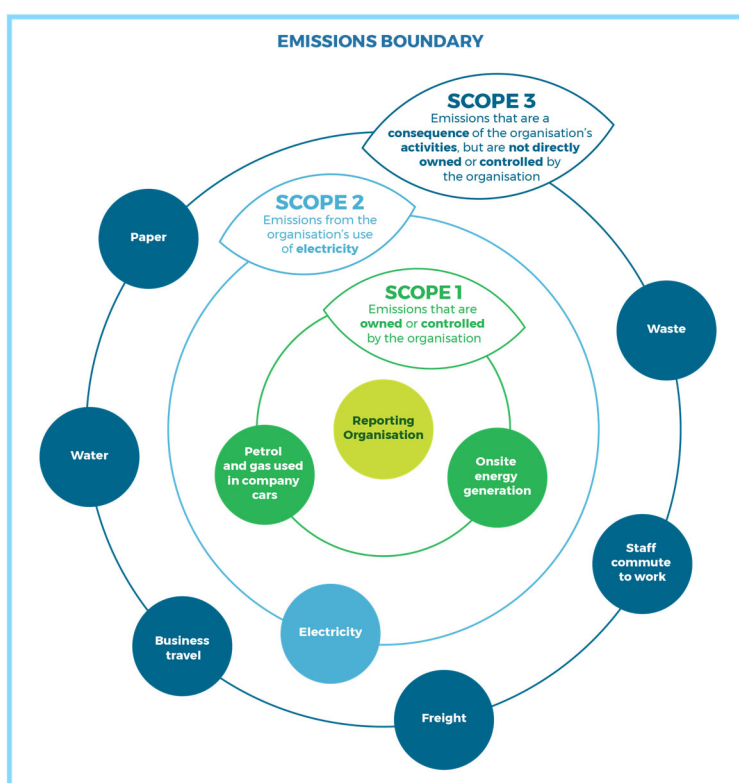 EMISSIONS BOUNDARY
SCOPE 3
Emissions that are a
consequence of the organisation's
activities, but are not directly
owned or controlled by
the organisation
SCOPE 2
Emissions from the
organisation's use
of electricity
SCOPE 1
Emissions that are
owned or controlled
by the organisation
Paper
Waste
Reporting
Organisation
Water
Petrol
and gas used
in company
cars
Onsite
energy
generation
Staff
commute
to work
Business
travel
Electricity
Freight